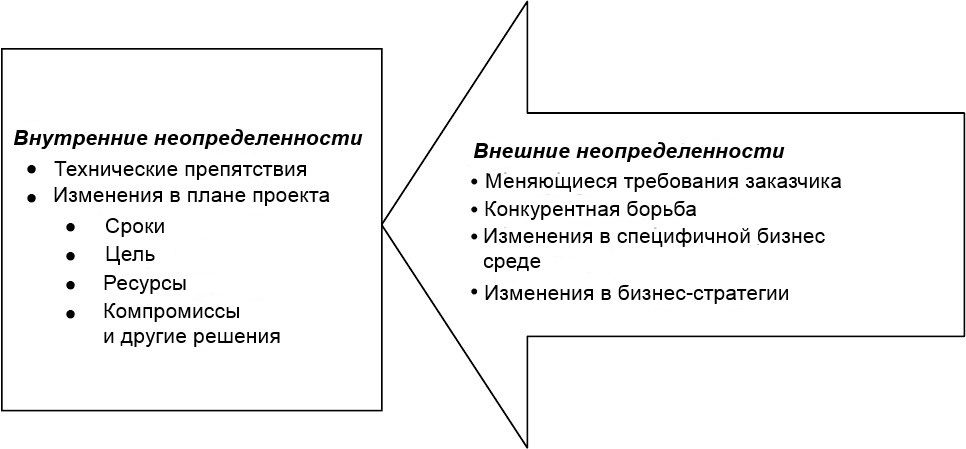 Внутренние неопределенности
• Технические препятствия
• Изменения в плане проекта
• Сроки
• Цель
• Ресурсы
• Компромиссы
и другие решения
Внешние неопределенности
• Меняющиеся требования заказчика
• Конкурентная борьба
• Изменения в специфичной бизнес
среде
• Изменения в бизнес-стратегии